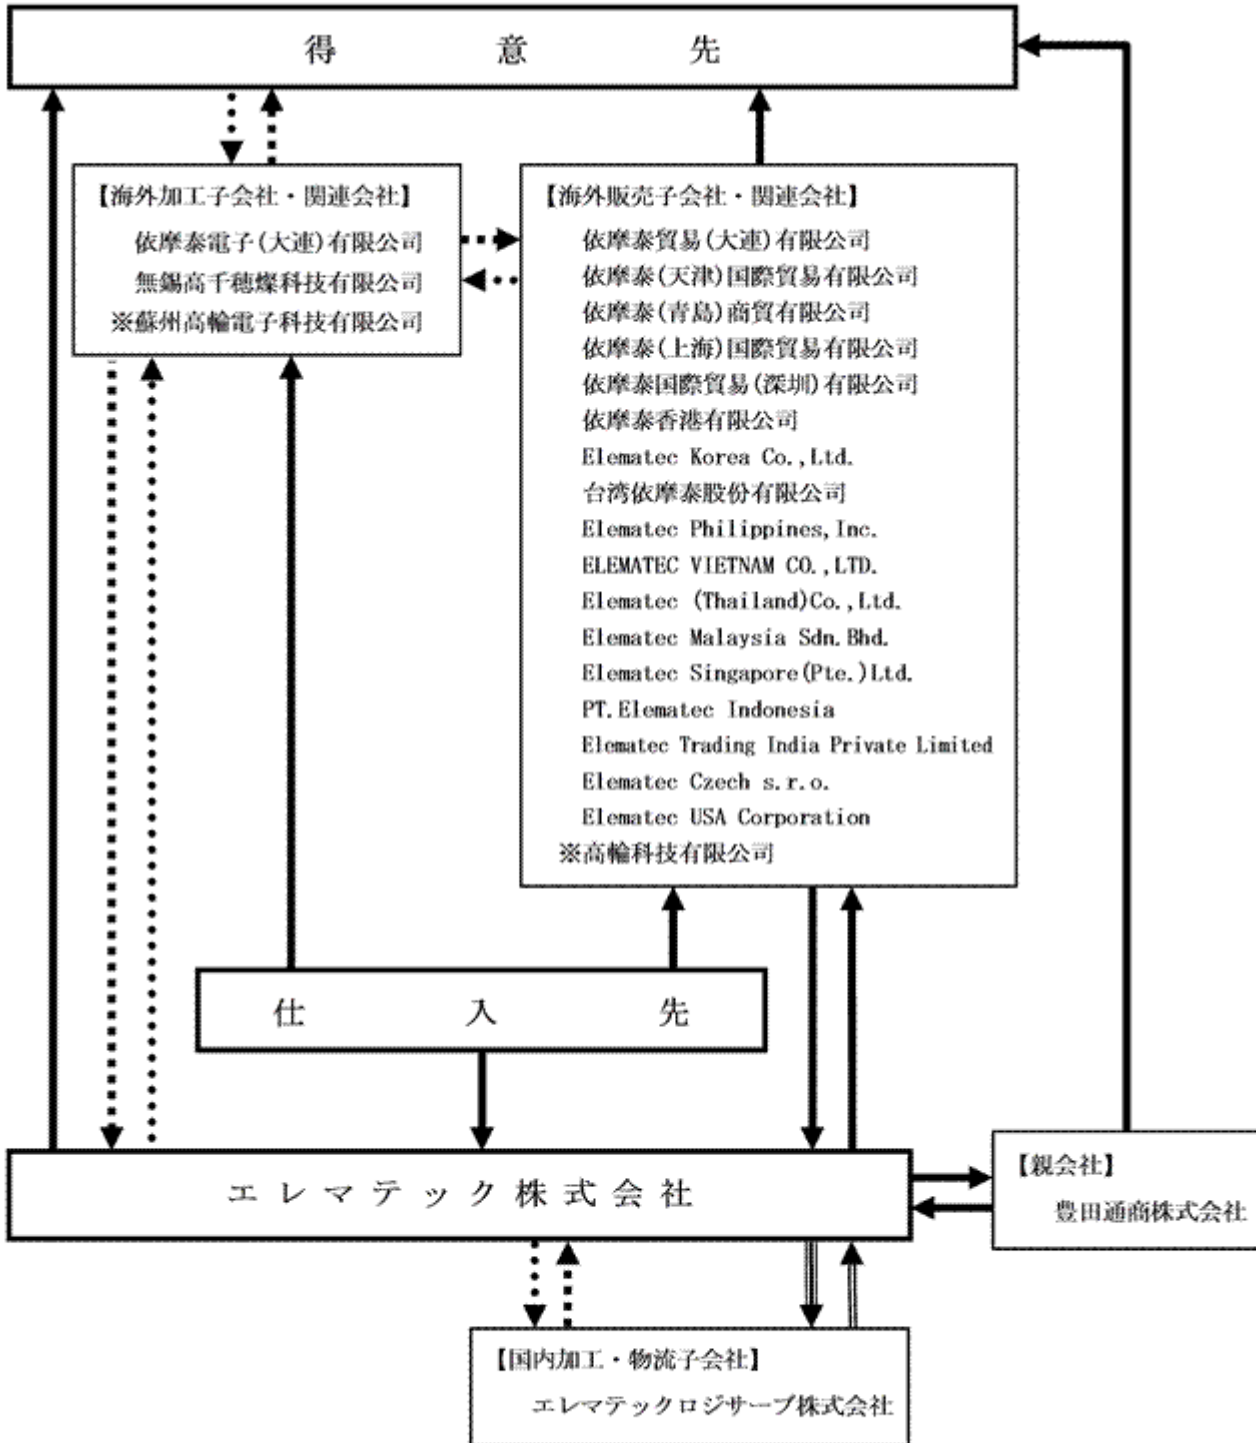 得意先
【海外加工子会社・関連会社】
依摩泰電子(大連)有限公司
無錫高千穂燦科技有限公司
※蘇州高輪電子科技有限公司
【海外販売子会社・関連会社】
依摩泰貿易(大連)有限公司
依摩泰(天津)国際貿易有限公司
依摩泰(青島)商貿有限公司
依摩泰(上海)国際貿易有限公司
依摩泰国際貿易(深圳)有限公司
依摩泰香港有限公司
Elematec Korea Co.,Ltd.
台湾依摩泰股份有限公司
Elematec Philippines,Inc.
ELEMATEC VIETNAM CO.,LTD.
Elematec (Thailand)Co.,Ltd.
Elematec Malaysia Sdn.Bhd.
Elematec Singapore(Pte.)Ltd.
PT.Elematec Indonesia
Elematec Trading India Private Limited
Elematec Czech s.r.o.
Elematec USA Corporation
※高輪科技有限公司
仕入先
エレマテック株式会社
【親会社】
豊田通商株式会社
【国内加工・物流子会社】
エレマテックロジサーブ株式会社